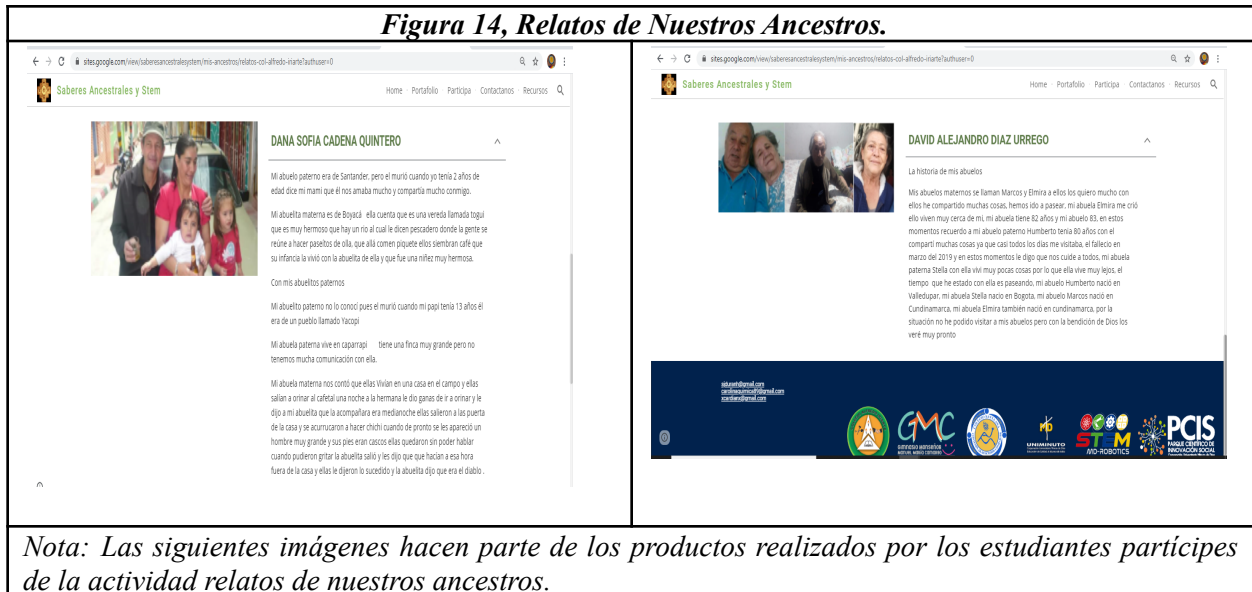 Figura 14, Relatos de Nuestros Ancestros.
sites.google.com/view/saberesancestralesystem/mis-ancestros/relatos-col-alfredo-iriarte?authuser=0
Saberes Ancestrales y Stem
Home Portafolio Participa Contactanos Recursos
DANA SOFIA CADENA QUINTERO
Mi abuelo paterno era de Santander, pero el murió cuando yo tenía 2 años de
edad dice mi mami que él nos amaba mucho y compartía mucho conmigo.
Mi abuelita materna es de Boyacá ella cuenta que es una vereda llamada togui
que es muy hermoso que hay un rio al cual le dicen pescadero donde la gente se
reúne a hacer paseitos de olla, que allá comen piquete ellos siembran café que
su infancia la vivió con la abuelita de ella y que fue una niñez muy hermosa.
Con mis abuelitos paternos
Mi abuelito paterno no lo conocí pues el murió cuando mi papi tenía 13 años él
era de un pueblo llamado Yacopi
Mi abuela paterna vive en caparrapi tiene una finca muy grande pero no
tenemos mucha comunicación con ella.
Mi abuela materna nos contó que ellas Vivían en una casa en el campo y ellas
salían a orinar al cafetal una noche a la hermana le dio ganas de ir a orinar y le
dijo a mi abuelita que la acompañara era medianoche ellas salieron a las puerta
de la casa y se acurrucaron a hacer chichi cuando de pronto se les apareció un
hombre muy grande y sus pies eran cascos ellas quedaron sin poder hablar
cuando pudieron gritar la abuelita salió y les dijo que que hacian a esa hora
fuera de la casa y ellas le dijeron lo sucedido y la abuelita dijo que era el diablo .
sites.google.com/view/saberesancestralesystem/mis-ancestros/relatos-col-alfredo-iriarte?authuser=0
Saberes Ancestrales y Stem
Home Portafolio Participa Contactanos Recursos
DAVID ALEJANDRO DIAZ URREGO
La historia de mis abuelos
Mis abuelos maternos se llaman Marcos y Elmira a ellos los quiero mucho con
ellos he compartido muchas cosas, hemos ido a pasear, mi abuela Elmira me crió
ello viven muy cerca de mi, mi abuela tiene 82 años y mi abuelo 83, en estos
momentos recuerdo a mi abuelo paterno Humberto tenia 80 años con el
compartí muchas cosas ya que casi todos los días me visitaba, el fallecio en
marzo del 2019 y en estos momentos le digo que nos cuide a todos, mi abuela
paterna Stella con ella vivi muy pocas cosas por lo que ella vive muy lejos, el
tiempo que he estado con ella es paseando, mi abuelo Humberto nació en
Valledupar, mi abuela Stella nacio en Bogota, mi abuelo Marcos nació en
Cundinamarca, mi abuela Elmira también nació en cundinamarca, por la
situación no he podido visitar a mis abuelos pero con la bendición de Dios los
veré muy pronto
GMC
UNIMINUTO
STEM
MD-ROBOTICS
PCIS
PARQUE CIENTÍFICO DE
INNOVACIÓN SOCIAL
Nota: Las siguientes imágenes hacen parte de los productos realizados por los estudiantes partícipes
de la actividad relatos de nuestros ancestros.